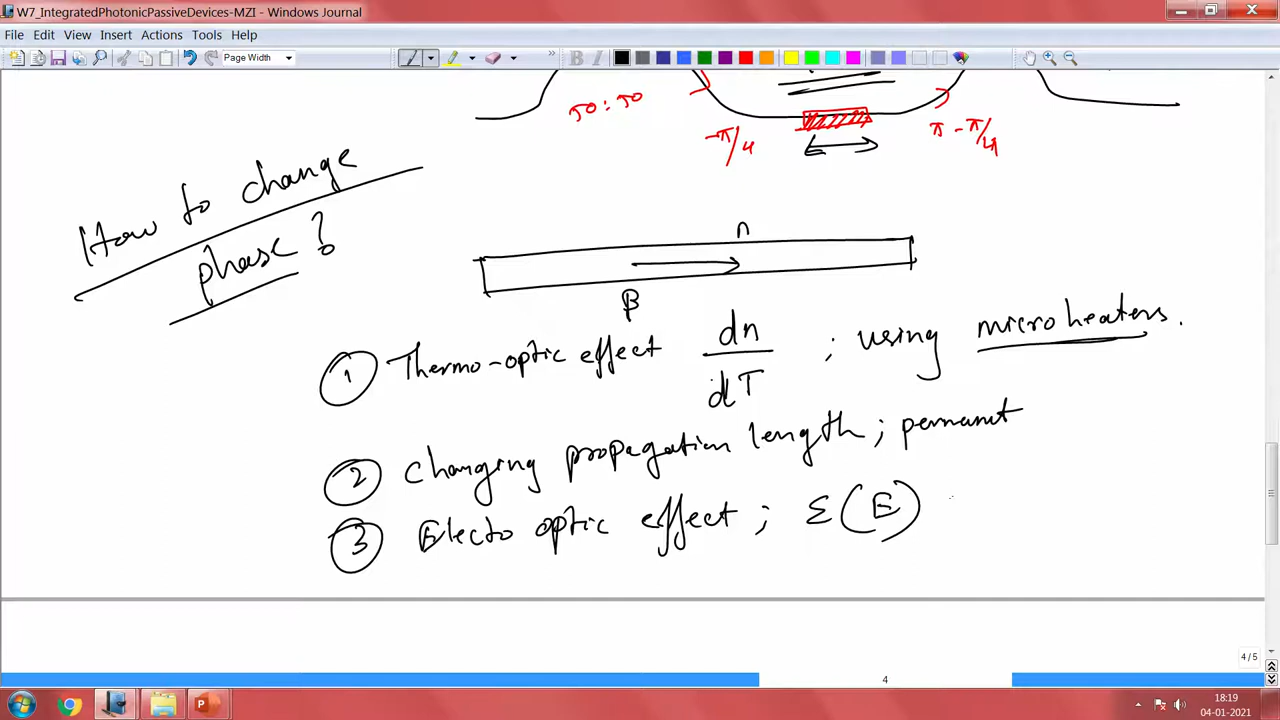 W7_IntegratedPhotonicPassiveDevices-MZI - Windows Journal
File Edit View Insert Actions Tools Help
Page Width
50:50
-π/4
π - π/4
How to change
phase?
n
β
1 Thermo-optic effect dn/dT ; using microheaters.
2 Changing propagation length; permanent
3 Electo optic effect; Σ(E)
4/5
4
18:19
04-01-2021